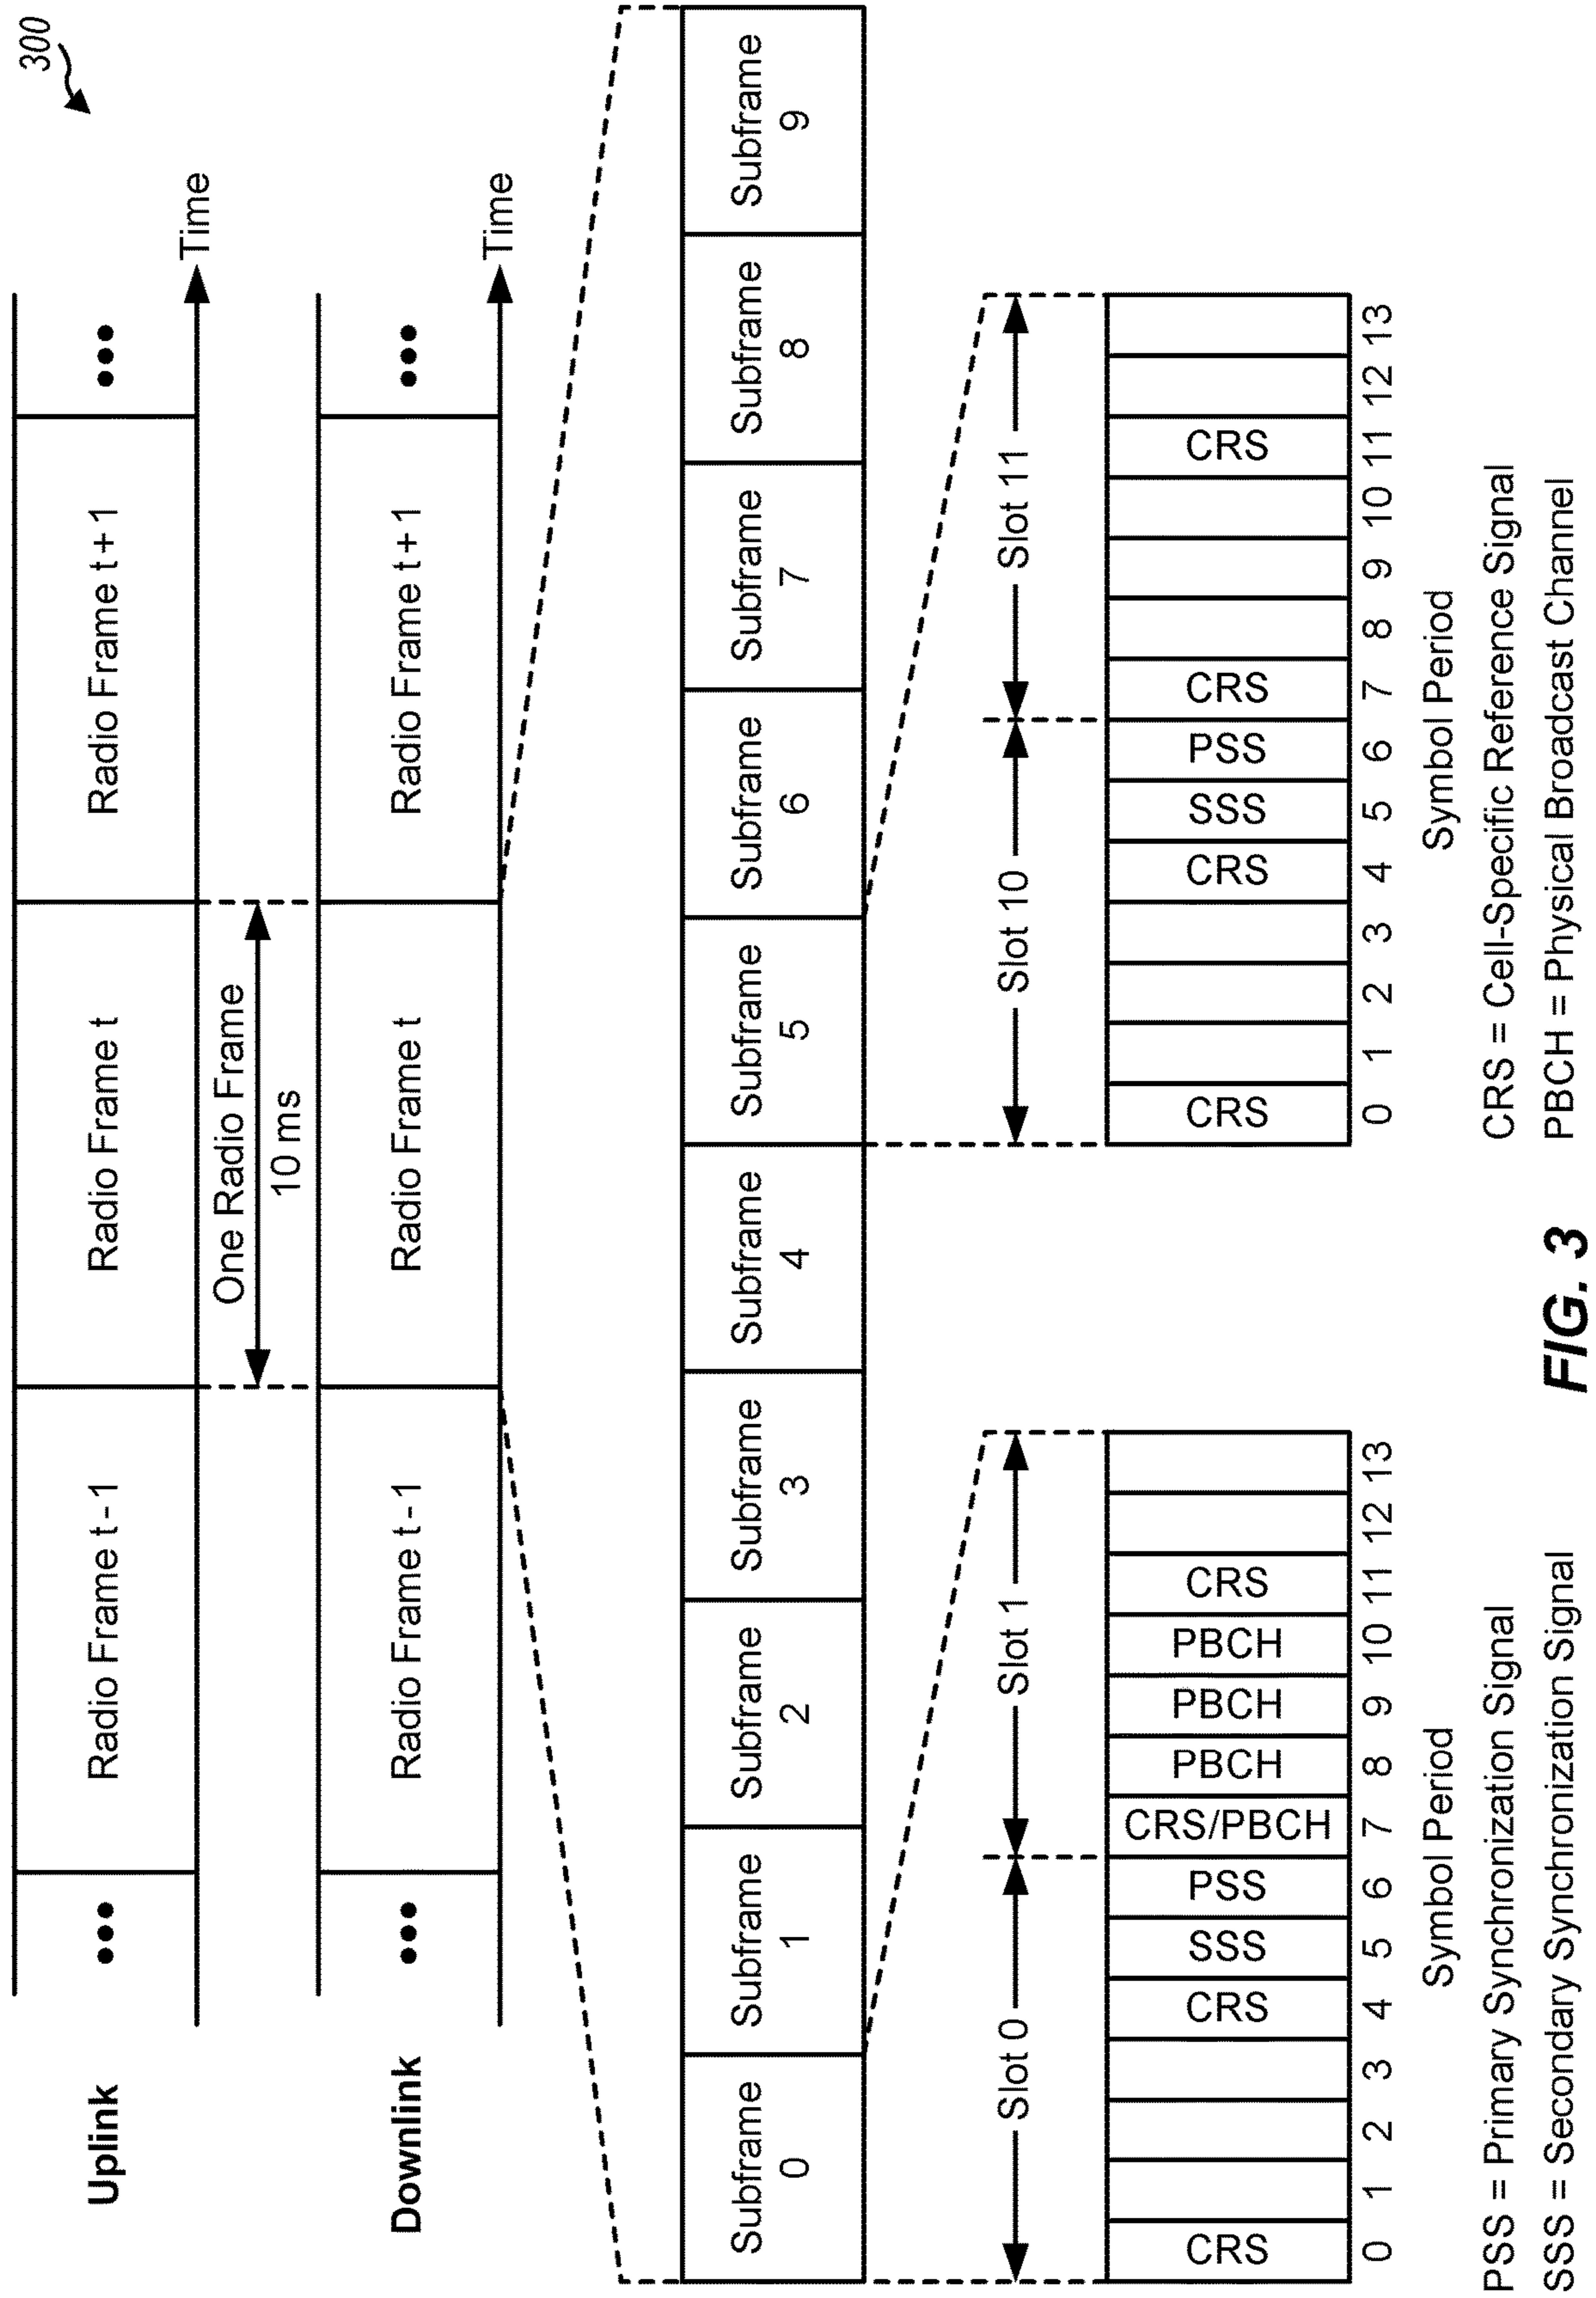 300
Uplink
••• Radio Frame t - 1 Radio Frame t Radio Frame t + 1 •••
Time
One Radio Frame
10 ms
Downlink
••• Radio Frame t - 1 Radio Frame t Radio Frame t + 1 •••
Time
Subframe Subframe Subframe Subframe Subframe Subframe Subframe Subframe Subframe Subframe
0 1 2 3 4 5 6 7 8 9
Slot 0 Slot 1 Slot 10 Slot 11
CRS CRS SSS PSS CRS/PBCH PBCH PBCH PBCH CRS
0 1 2 3 4 5 6 7 8 9 10 11 12 13
Symbol Period
CRS CRS SSS PSS CRS CRS
0 1 2 3 4 5 6 7 8 9 10 11 12 13
Symbol Period
PSS = Primary Synchronization Signal
SSS = Secondary Synchronization Signal
CRS = Cell-Specific Reference Signal
PBCH = Physical Broadcast Channel
FIG. 3